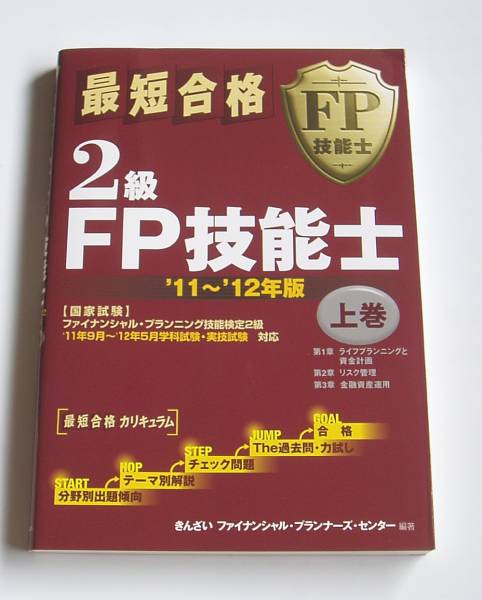 最短合格
FP
技能士
2級
FP技能士
'11〜'12年版
【国家試験】
ファイナンシャル・プランニング技能検定2級
'11年9月〜'12年5月学科試験・実技試験 対応
上巻
第1章 ライフプランニングと
資金計画
第2章 リスク管理
第3章 金融資産運用
[最短合格 カリキュラム]
GOAL
合格
JUMP
The過去問・力試し
STEP
チェック問題
HOP
テーマ別解説
START
分野別出題傾向
きんざい ファイナンシャル・プランナーズ・センター 編著